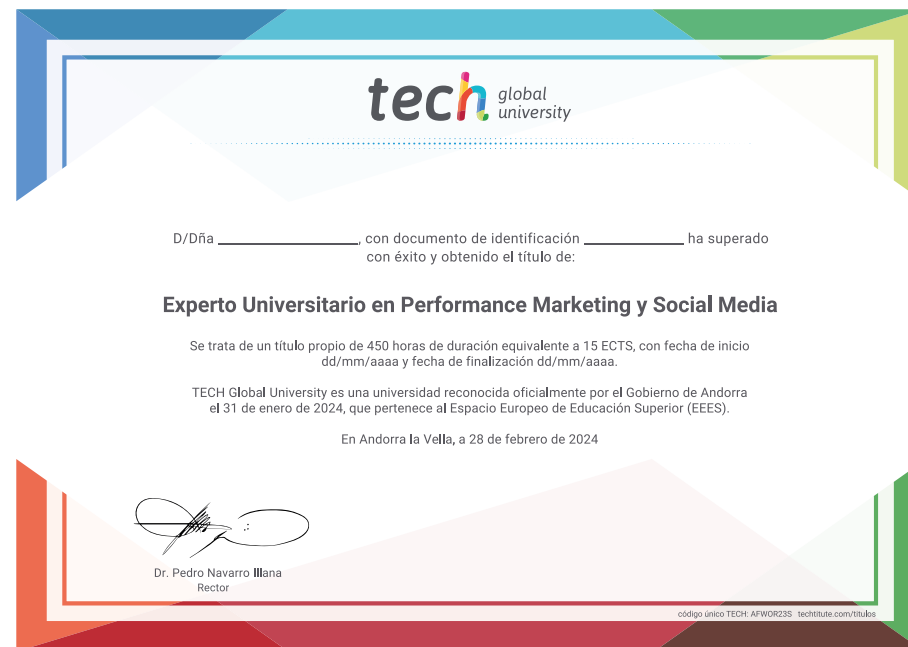 tech global university
D/Dña ____________, con documento de identificación ____________ ha superado
con éxito y obtenido el título de:
Experto Universitario en Performance Marketing y Social Media
Se trata de un título propio de 450 horas de duración equivalente a 15 ECTS, con fecha de inicio
dd/mm/aaaa y fecha de finalización dd/mm/aaaa.
TECH Global University es una universidad reconocida oficialmente por el Gobierno de Andorra
el 31 de enero de 2024, que pertenece al Espacio Europeo de Educación Superior (EEES).
En Andorra la Vella, a 28 de febrero de 2024
Dr. Pedro Navarro Illana
Rector
código único TECH: AFWOR23S techtitute.com/titulos